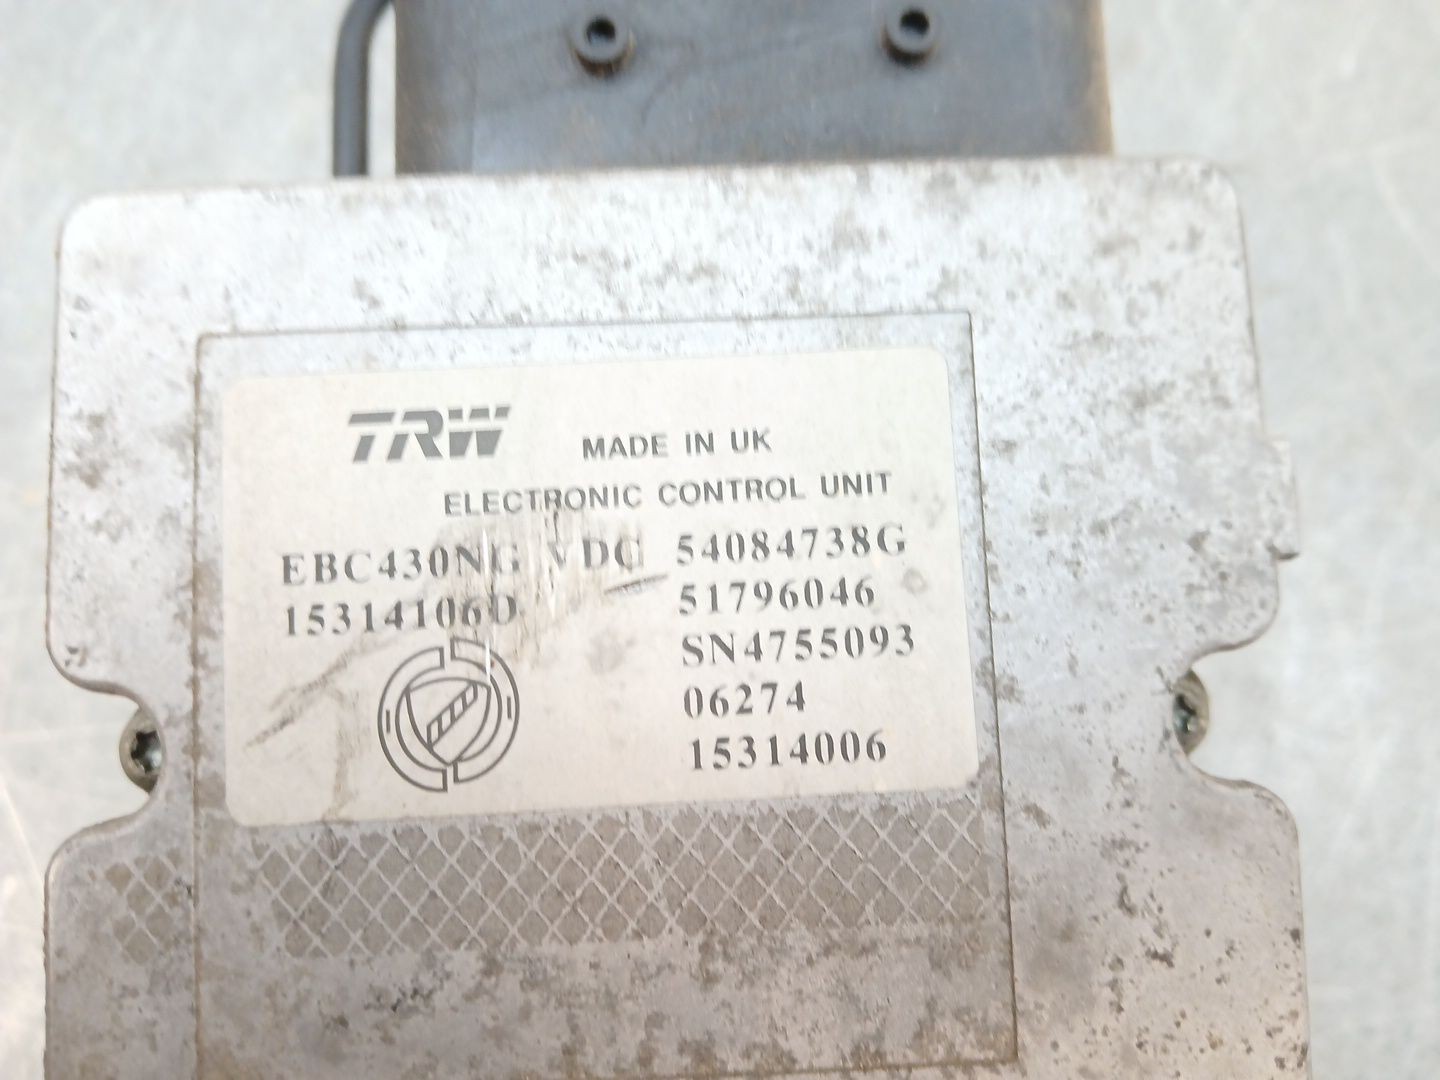 TRW MADE IN UK
ELECTRONIC CONTROL UNIT
EBC430NG VDC 54084738G
15314106D 51796046
SN4755093
06274
15314006